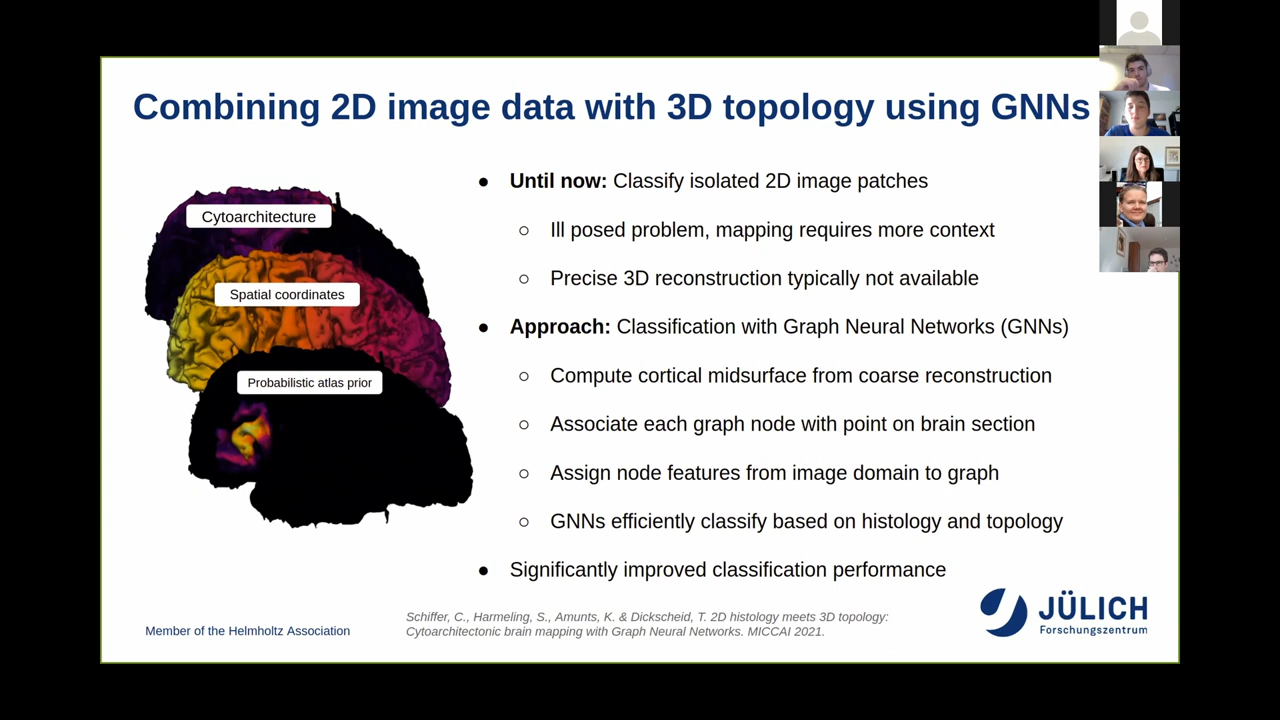 Combining 2D image data with 3D topology using GNNs
Cytoarchitecture
Spatial coordinates
Probabilistic atlas prior
● Until now: Classify isolated 2D image patches
○ Ill posed problem, mapping requires more context
○ Precise 3D reconstruction typically not available
● Approach: Classification with Graph Neural Networks (GNNs)
○ Compute cortical midsurface from coarse reconstruction
○ Associate each graph node with point on brain section
○ Assign node features from image domain to graph
○ GNNs efficiently classify based on histology and topology
● Significantly improved classification performance
Member of the Helmholtz Association
Schiffer, C., Harmeling, S., Amunts, K. & Dickscheid, T. 2D histology meets 3D topology:
Cytoarchitectonic brain mapping with Graph Neural Networks. MICCAI 2021.
JÜLICH
Forschungszentrum